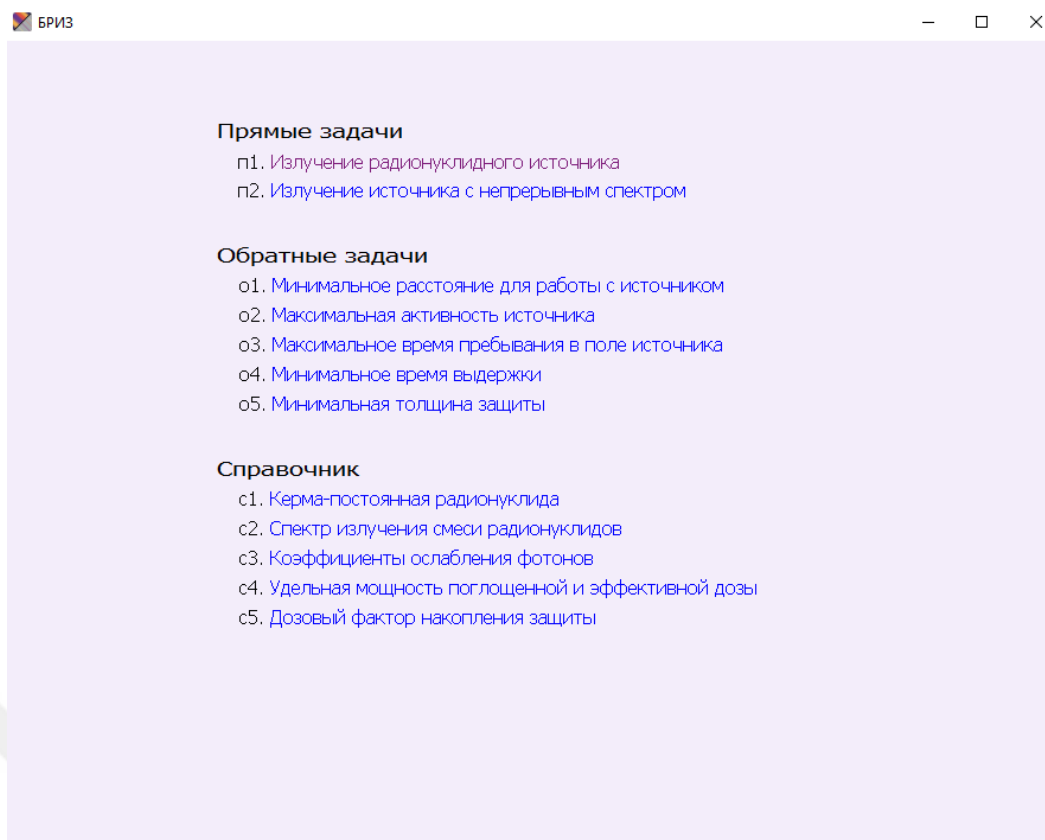 БРИЗ
Прямые задачи
п1. Излучение радионуклидного источника
п2. Излучение источника с непрерывным спектром
Обратные задачи
о1. Минимальное расстояние для работы с источником
о2. Максимальная активность источника
о3. Максимальное время пребывания в поле источника
о4. Минимальное время выдержки
о5. Минимальная толщина защиты
Справочник
с1. Керма-постоянная радионуклида
с2. Спектр излучения смеси радионуклидов
с3. Коэффициенты ослабления фотонов
с4. Удельная мощность поглощенной и эффективной дозы
с5. Дозовый фактор накопления защиты